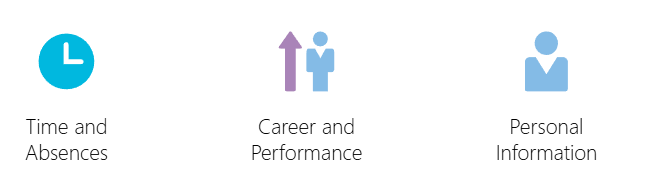 Time and
Absences
Career and
Performance
Personal
Information